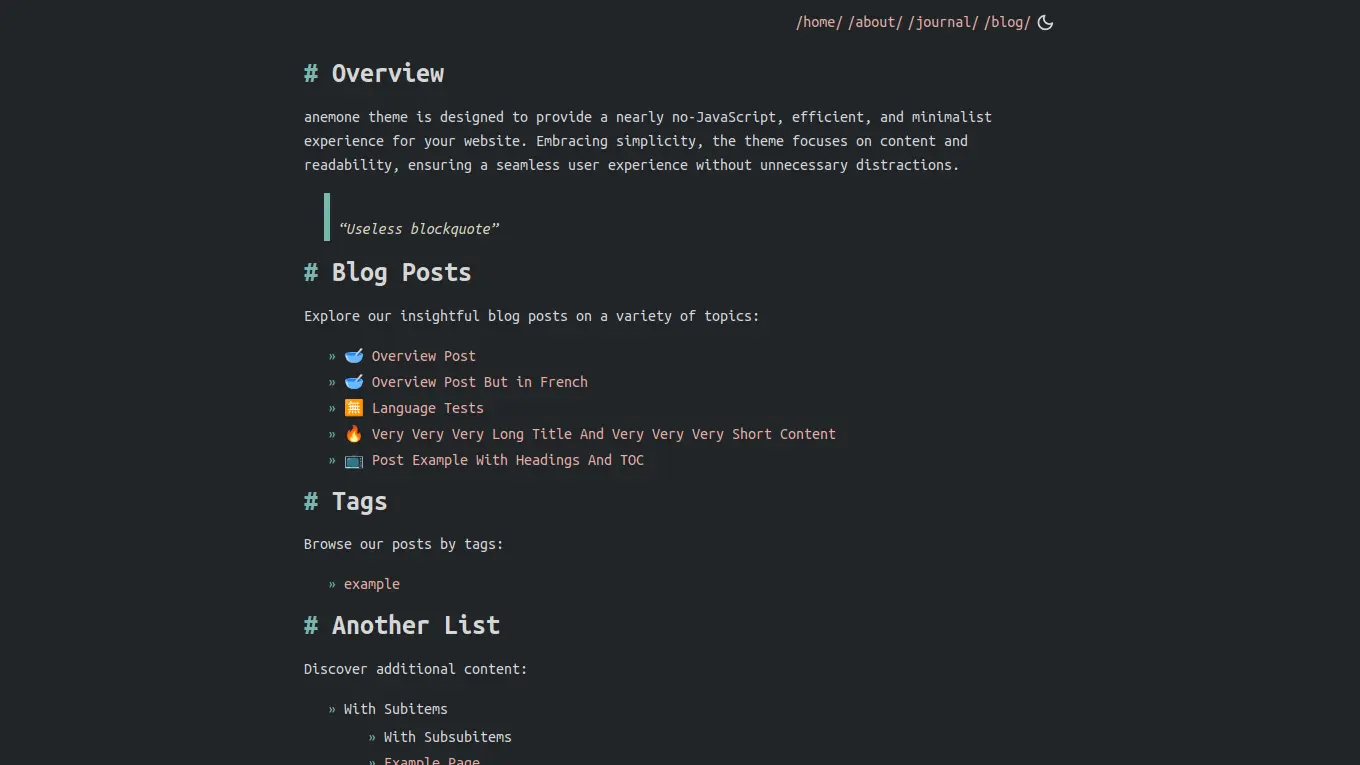 /home/ /about/ /journal/ /blog/
# Overview
anemone theme is designed to provide a nearly no-JavaScript, efficient, and minimalist
experience for your website. Embracing simplicity, the theme focuses on content and
readability, ensuring a seamless user experience without unnecessary distractions.
“Useless blockquote”
# Blog Posts
Explore our insightful blog posts on a variety of topics:
» 🥣 Overview Post
» 🥣 Overview Post But in French
» 🈚 Language Tests
» 🔥 Very Very Very Long Title And Very Very Very Short Content
» 📺 Post Example With Headings And TOC
# Tags
Browse our posts by tags:
» example
# Another List
Discover additional content:
» With Subitems
» With Subsubitems
» Example Page